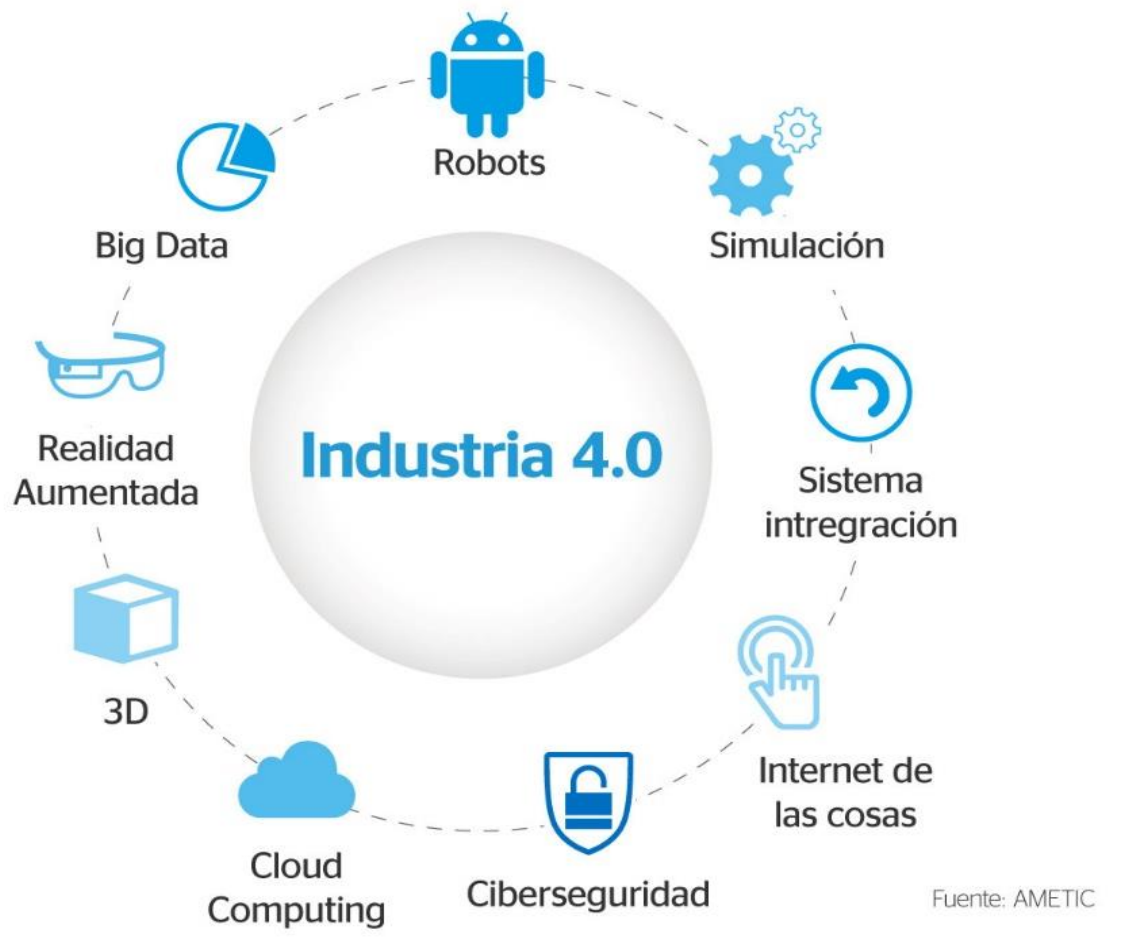 Robots
Simulación
Sistema
intregración
Internet de
las cosas
Ciberseguridad
Cloud
Computing
3D
Realidad
Aumentada
Big Data
Industria 4.0
Fuente: AMETIC